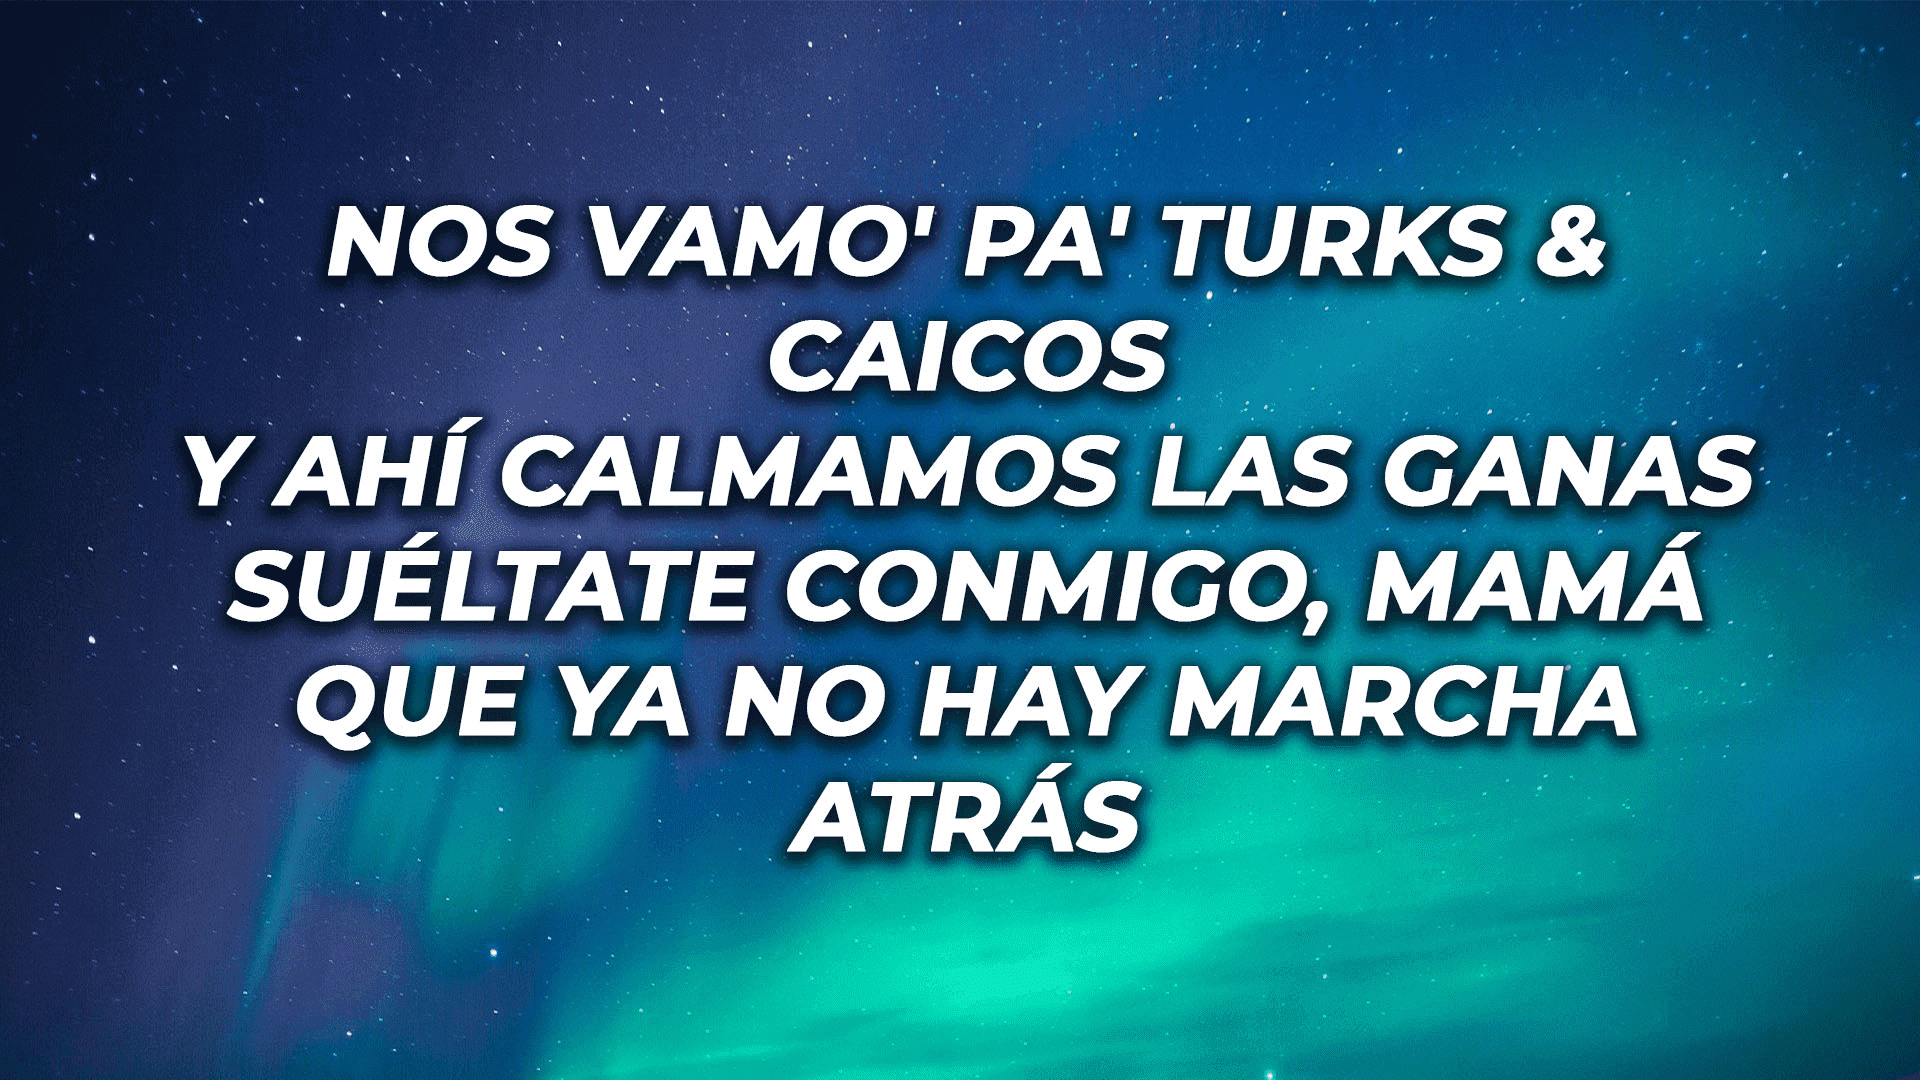 NOS VAMO' PA' TURKS &
CAICOS
Y AHÍ CALMAMOS LAS GANAS
SUÉLTATE CONMIGO, MAMÁ
QUE YA NO HAY MARCHA
ATRÁS